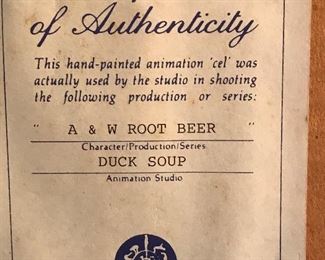 of Authenticity
This hand-painted animation 'cel' was
actually used by the studio in shooting
the following production or series:
" A & W ROOT BEER "
Character/Production/Series
DUCK SOUP
Animation Studio